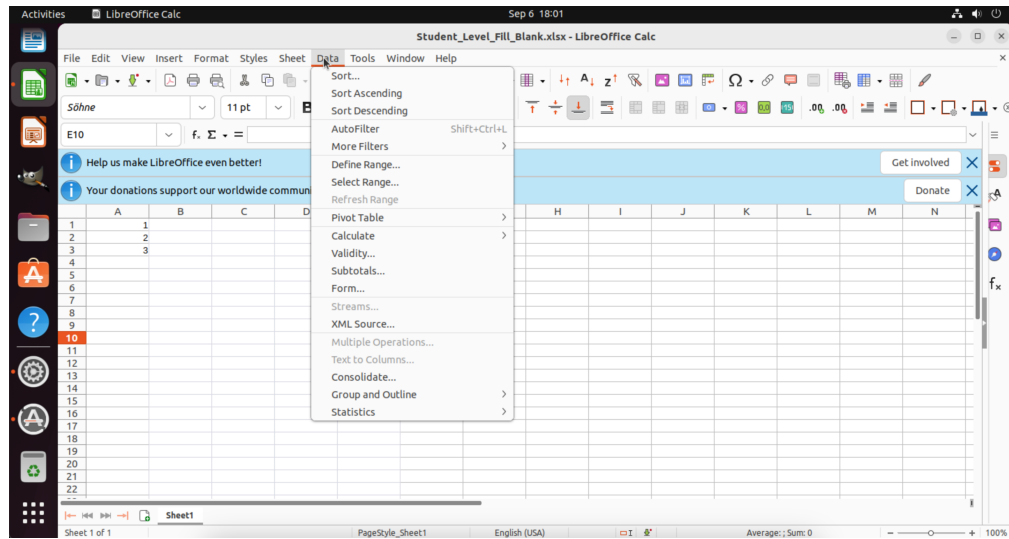 Activities LibreOffice Calc Sep 6 18:01
Student_Level_Fill_Blank.xlsx - LibreOffice Calc
File Edit View Insert Format Styles Sheet Data Tools Window Help
Söhne 11 pt B
E10 fx Σ =
Help us make LibreOffice even better! Get involved
Your donations support our worldwide Donate
A B C D H I J K L M N
1 1
2 2
3 3
4
5
6
7
8
9
10
11
12
13
14
15
16
17
18
19
20
21
22
Sort...
Sort Ascending
Sort Descending
AutoFilter Shift+Ctrl+L
More Filters
Define Range...
Select Range...
Refresh Range
Pivot Table
Calculate
Validity...
Subtotals...
Form...
Streams...
XML Source...
Multiple Operations...
Text to Columns...
Consolidate...
Group and Outline
Statistics
Sheet1
Sheet 1 of 1 PageStyle_Sheet1 English (USA) Average: ; Sum: 0 100%